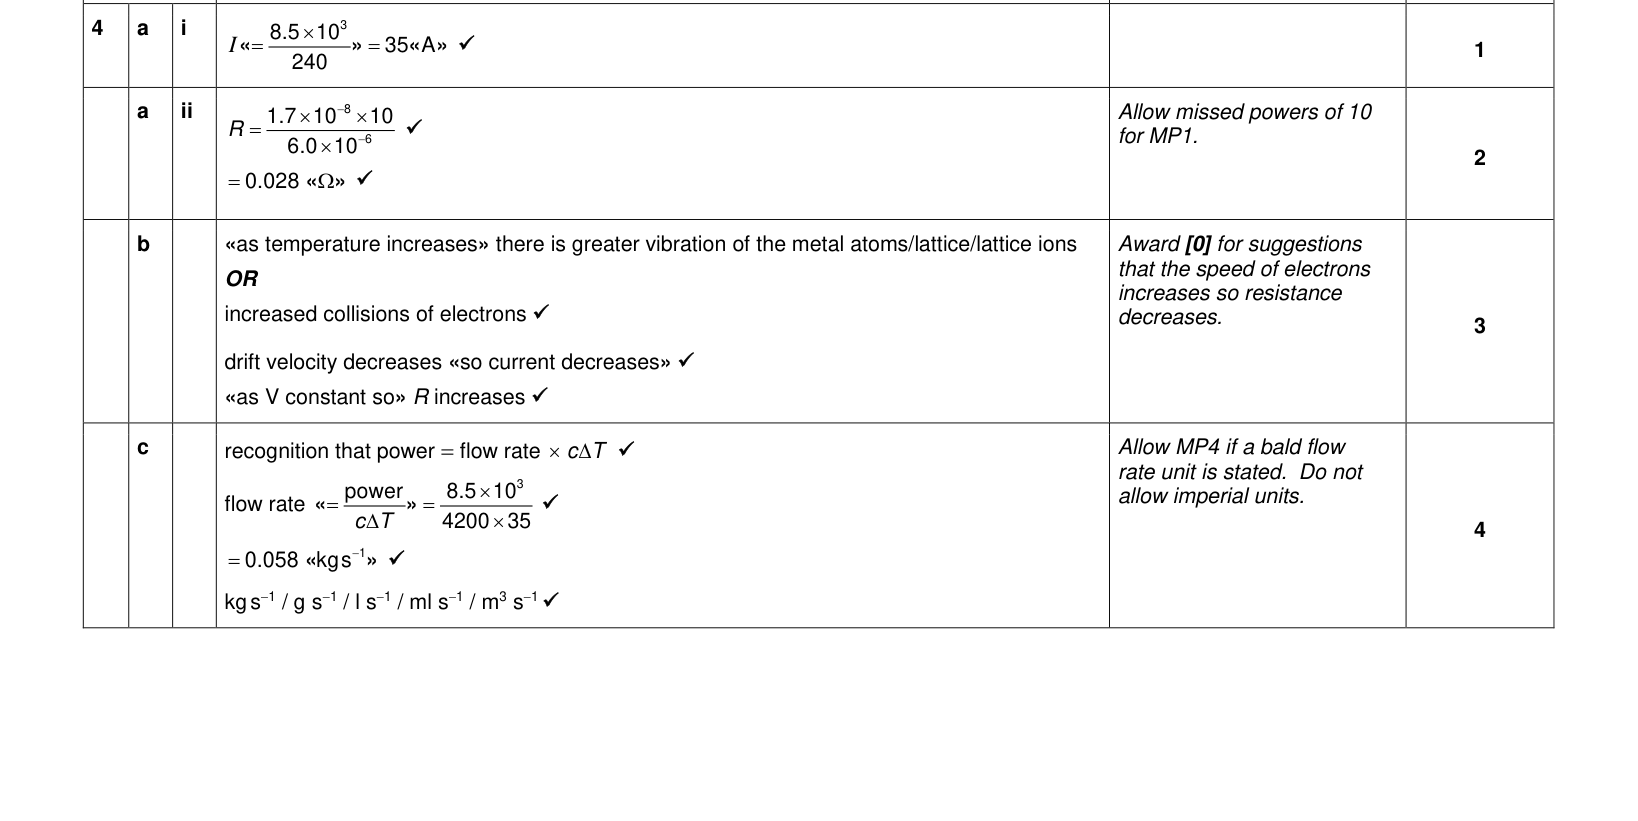 4 a i I «= 8.5×10³ / 240 » = 35«A» ✓ 1
a ii R = 1.7×10⁻⁸ ×10 / 6.0×10⁻⁶ ✓
= 0.028 «Ω» ✓
Allow missed powers of 10
for MP1.
2
b «as temperature increases» there is greater vibration of the metal atoms/lattice/lattice ions
OR
increased collisions of electrons ✓
drift velocity decreases «so current decreases» ✓
«as V constant so» R increases ✓
Award [0] for suggestions
that the speed of electrons
increases so resistance
decreases.
3
c recognition that power = flow rate × cΔT ✓
flow rate «= power / cΔT » = 8.5×10³ / 4200×35 ✓
= 0.058 «kg s⁻¹» ✓
kg s⁻¹ / g s⁻¹ / l s⁻¹ / ml s⁻¹ / m³ s⁻¹ ✓
Allow MP4 if a bald flow
rate unit is stated. Do not
allow imperial units.
4